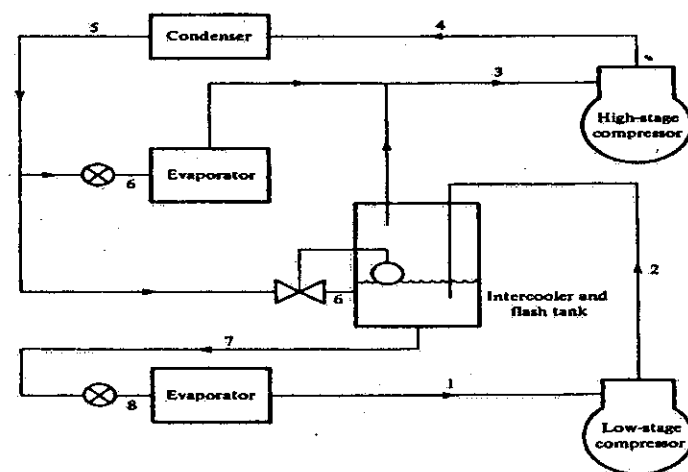 5
Condenser
4
3
High-stage
compressor
Evaporator
6
6
Intercooler and
flash tank
2
7
Evaporator
8
1
Low-stage
compressor